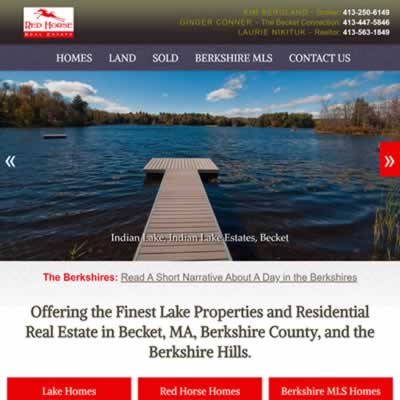 RED HORSE
REAL ESTATE
KIM BERGLAND - Broker: 413-250-6149
GINGER CONNER - The Becket Connection: 413-447-5846
LAURIE NIKITUK - Realtor: 413-563-1849
HOMES LAND SOLD BERKSHIRE MLS CONTACT US
« »
Indian Lake, Indian Lake Estates, Becket
The Berkshires: Read A Short Narrative About A Day in the Berkshires
Offering the Finest Lake Properties and Residential
Real Estate in Becket, MA, Berkshire County, and the
Berkshire Hills.
Lake Homes Red Horse Homes Berkshire MLS Homes